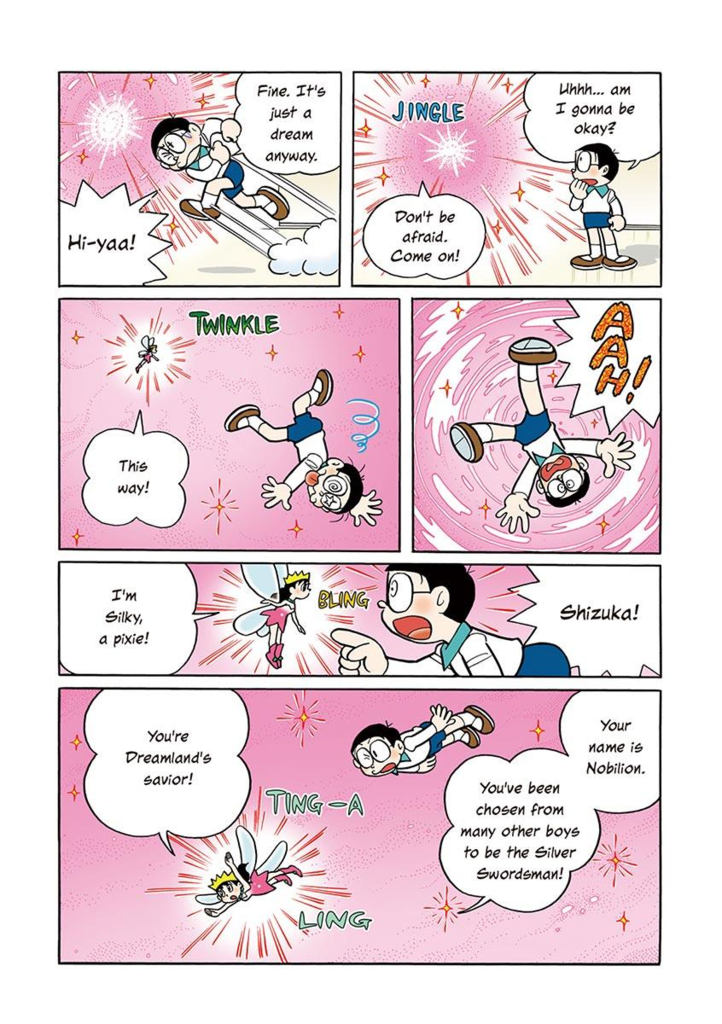 Uhhh... am
I gonna be
okay?
JINGLE
Don't be
afraid.
Come on!
Fine. It's
just a
dream
anyway.
Hi-yaa!
AAH!
TWINKLE
This
way!
Shizuka!
BLING
I'm
Silky,
a pixie!
Your
name is
Nobilion.
You've been
chosen from
many other boys
to be the Silver
Swordsman!
You're
Dreamland's
savior!
TING-A
LING